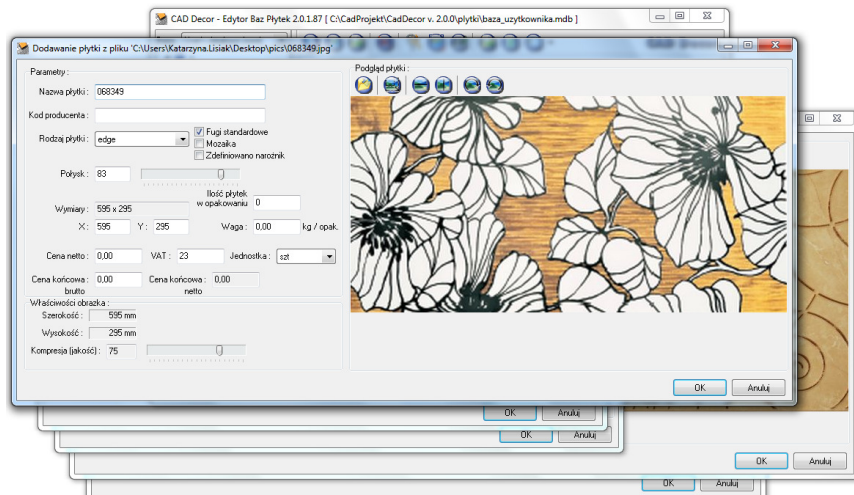 CAD Decor - Edytor Baz Płytek 2.0.1.87 [ C:\CadProjekt\CadDecor v. 2.0.0\plytki\baza_uzytkownika.mdb ]
Dodawanie płytki z pliku 'C:\Users\Katarzyna.Lisiak\Desktop\pics\068349.jpg'
Parametry :
Nazwa płytki : 068349
Kod producenta :
Rodzaj płytki : edge
Fugi standardowe
Mozaika
Zdefiniowano narożnik
Połysk : 83
Ilość płytek
w opakowaniu 0
Wymiary : 595 x 295
X : 595 Y : 295 Waga : 0,00 kg / opak.
Cena netto : 0,00 VAT : 23 Jednostka : szt
Cena końcowa : 0,00 Cena końcowa : 0,00
brutto netto
Właściwości obrazka :
Szerokość : 595 mm
Wysokość : 295 mm
Kompresja (jakość) : 75
Podgląd płytki :
OK Anuluj
OK Anuluj
OK Anuluj
OK Anuluj
OK Anuluj